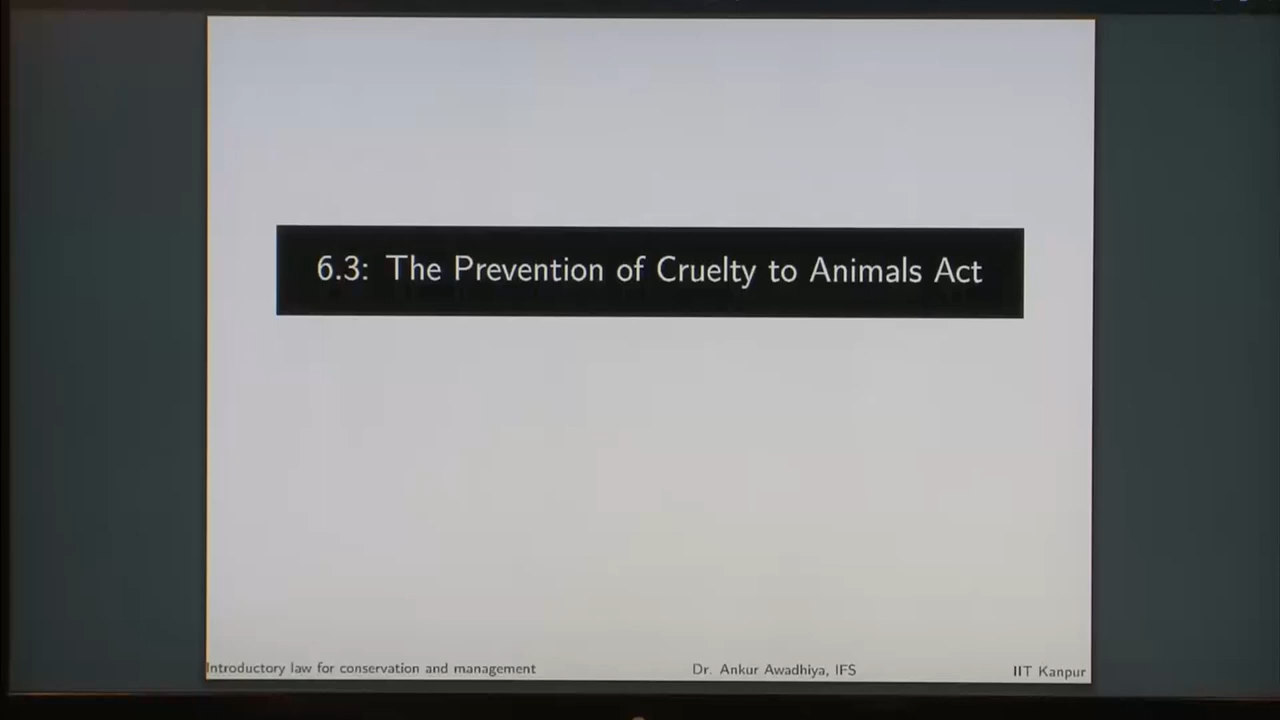 6.3: The Prevention of Cruelty to Animals Act
Introductory law for conservation and management Dr. Ankur Awadhiya, IFS IIT Kanpur